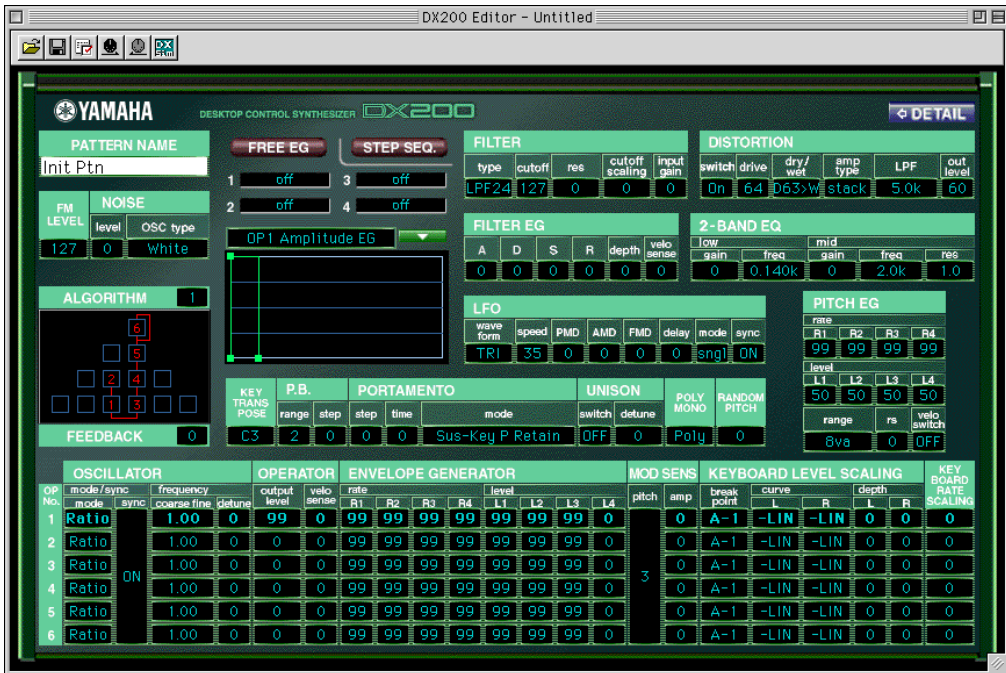 DX200 Editor - Untitled
YAMAHA DESKTOP CONTROL SYNTHESIZER DX200
DETAIL
PATTERN NAME
Init Ptn
FM LEVEL
127
NOISE
level OSC type
0 White
FREE EG STEP SEQ.
1 off 3 off
2 off 4 off
OP1 Amplitude EG
FILTER
type cutoff res cutoff scaling input gain
LPF24 127 0 0 0
DISTORTION
switch drive dry/wet amp type LPF out level
On 64 D63>W stack 5.0k 60
FILTER EG
A D S R depth velo sense
0 0 0 0 0 0
2-BAND EQ
low mid
gain freq gain freq res
0 0.140k 0 2.0k 1.0
ALGORITHM 1
6
5
2 4
1 3
FEEDBACK 0
LFO
wave form speed PMD AMD FMD delay mode sync
TRI 35 0 0 0 0 sngl ON
PITCH EG
rate
R1 R2 R3 R4
99 99 99 99
level
L1 L2 L3 L4
50 50 50 50
range rs velo switch
8va 0 OFF
KEY TRANS POSE P.B. PORTAMENTO UNISON POLY MONO RANDOM PITCH
range step step time mode switch detune
C3 2 0 0 0 Sus-Key P Retain OFF 0 Poly 0
OSCILLATOR OPERATOR ENVELOPE GENERATOR MOD SENS KEYBOARD LEVEL SCALING KEY BOARD RATE SCALING
OP No. mode/sync frequency output level velo sense rate level pitch amp break point curve depth
mode sync coarse fine detune R1 R2 R3 R4 L1 L2 L3 L4 L R L R
1 Ratio 1.00 0 99 0 99 99 99 99 99 99 99 0 0 A-1 -LIN -LIN 0 0 0
2 Ratio 1.00 0 0 0 99 99 99 99 99 99 99 0 0 A-1 -LIN -LIN 0 0 0
3 Ratio 1.00 0 0 0 99 99 99 99 99 99 99 0 0 A-1 -LIN -LIN 0 0 0
ON 3
4 Ratio 1.00 0 0 0 99 99 99 99 99 99 99 0 0 A-1 -LIN -LIN 0 0 0
5 Ratio 1.00 0 0 0 99 99 99 99 99 99 99 0 0 A-1 -LIN -LIN 0 0 0
6 Ratio 1.00 0 0 0 99 99 99 99 99 99 99 0 0 A-1 -LIN -LIN 0 0 0